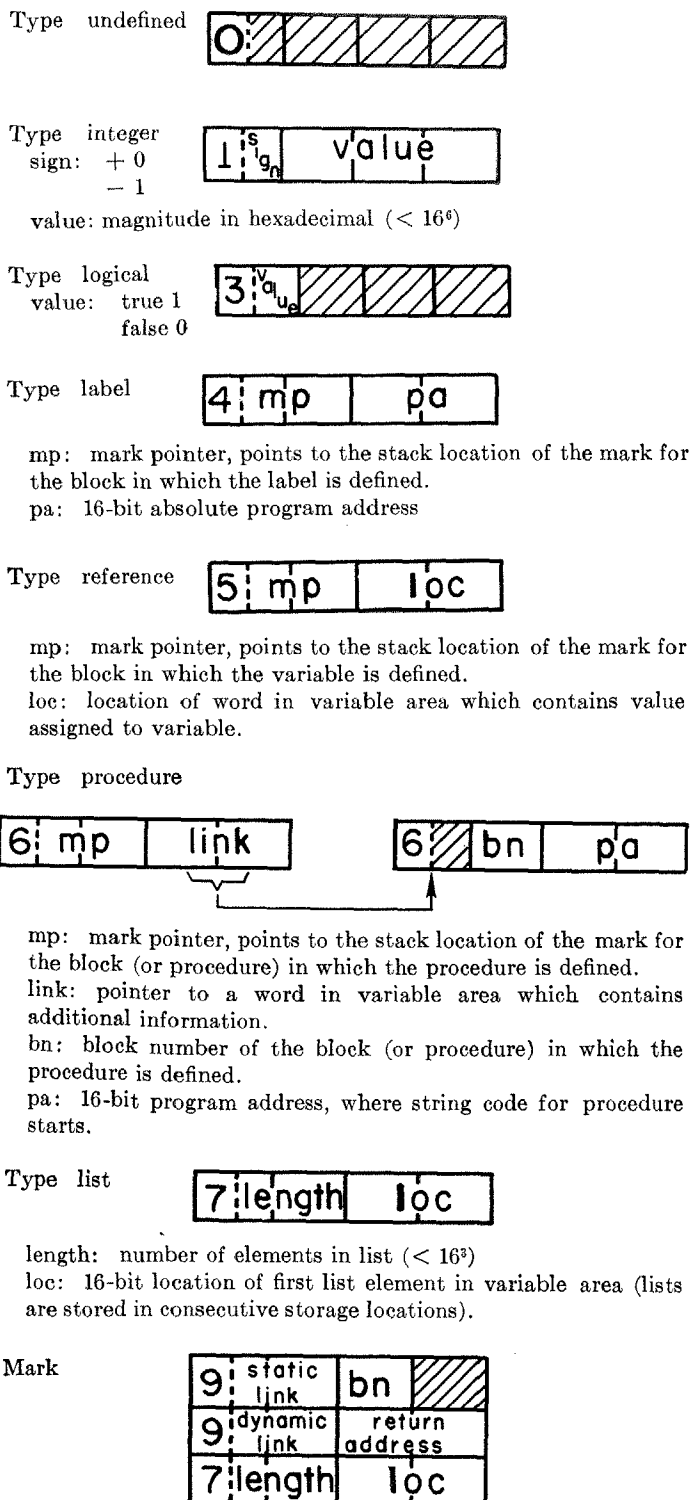 Type undefined 0
Type integer 1 sign value
sign: + 0
− 1
value: magnitude in hexadecimal (< 16⁶)
Type logical 3 value
value: true 1
false 0
Type label 4 mp pa
mp: mark pointer, points to the stack location of the mark for
the block in which the label is defined.
pa: 16-bit absolute program address
Type reference 5 mp loc
mp: mark pointer, points to the stack location of the mark for
the block in which the variable is defined.
loc: location of word in variable area which contains value
assigned to variable.
Type procedure
6 mp link 6 bn pa
mp: mark pointer, points to the stack location of the mark for
the block (or procedure) in which the procedure is defined.
link: pointer to a word in variable area which contains
additional information.
bn: block number of the block (or procedure) in which the
procedure is defined.
pa: 16-bit program address, where string code for procedure
starts.
Type list 7 length loc
length: number of elements in list (< 16³)
loc: 16-bit location of first list element in variable area (lists
are stored in consecutive storage locations).
Mark 9 static link bn
9 dynamic link return address
7 length loc